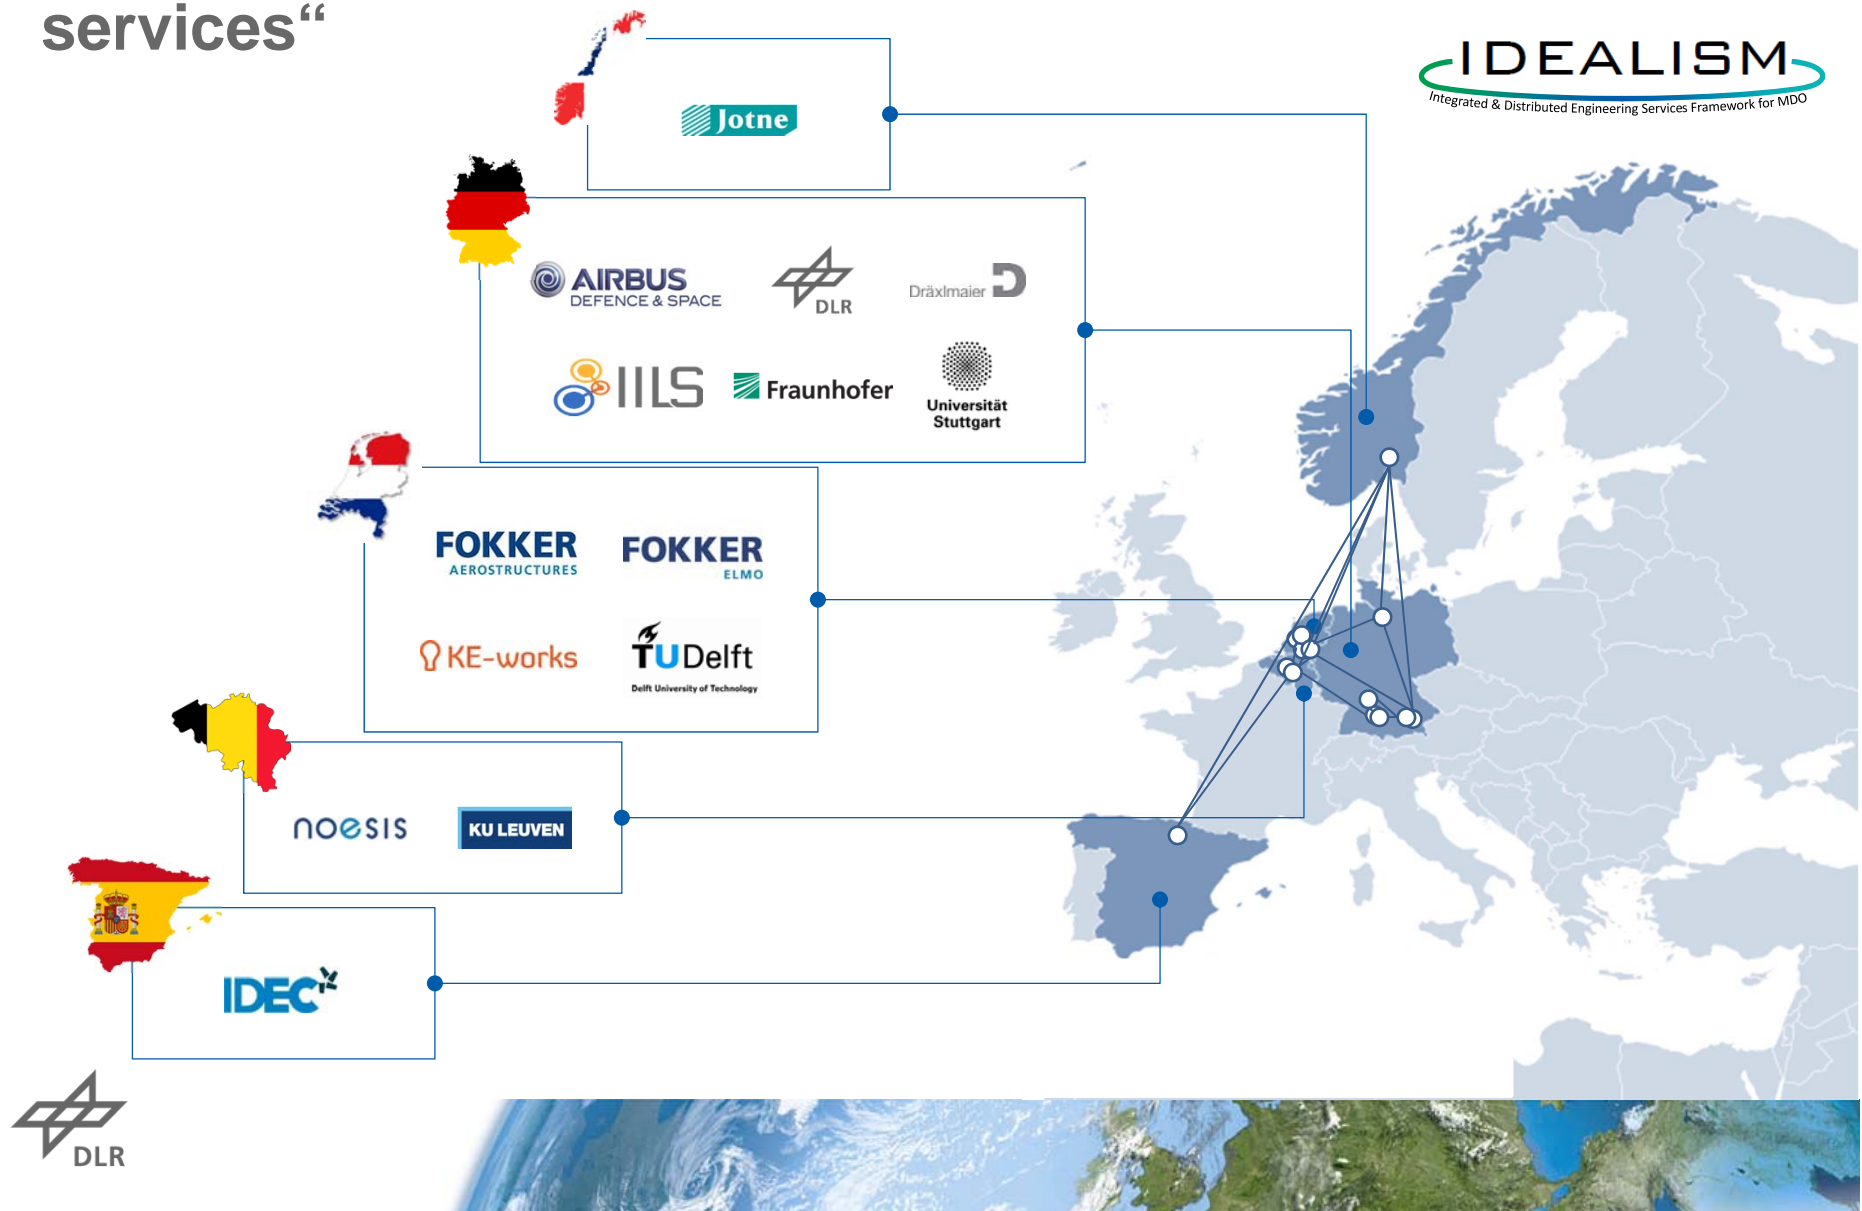 services“
IDEALISM
Integrated & Distributed Engineering Services Framework for MDO
Jotne
AIRBUS
DEFENCE & SPACE
DLR
Dräxlmaier
IILS
Fraunhofer
Universität
Stuttgart
FOKKER
AEROSTRUCTURES
FOKKER
ELMO
KE-works
TUDelft
Delft University of Technology
noesis
KU LEUVEN
IDEC
DLR